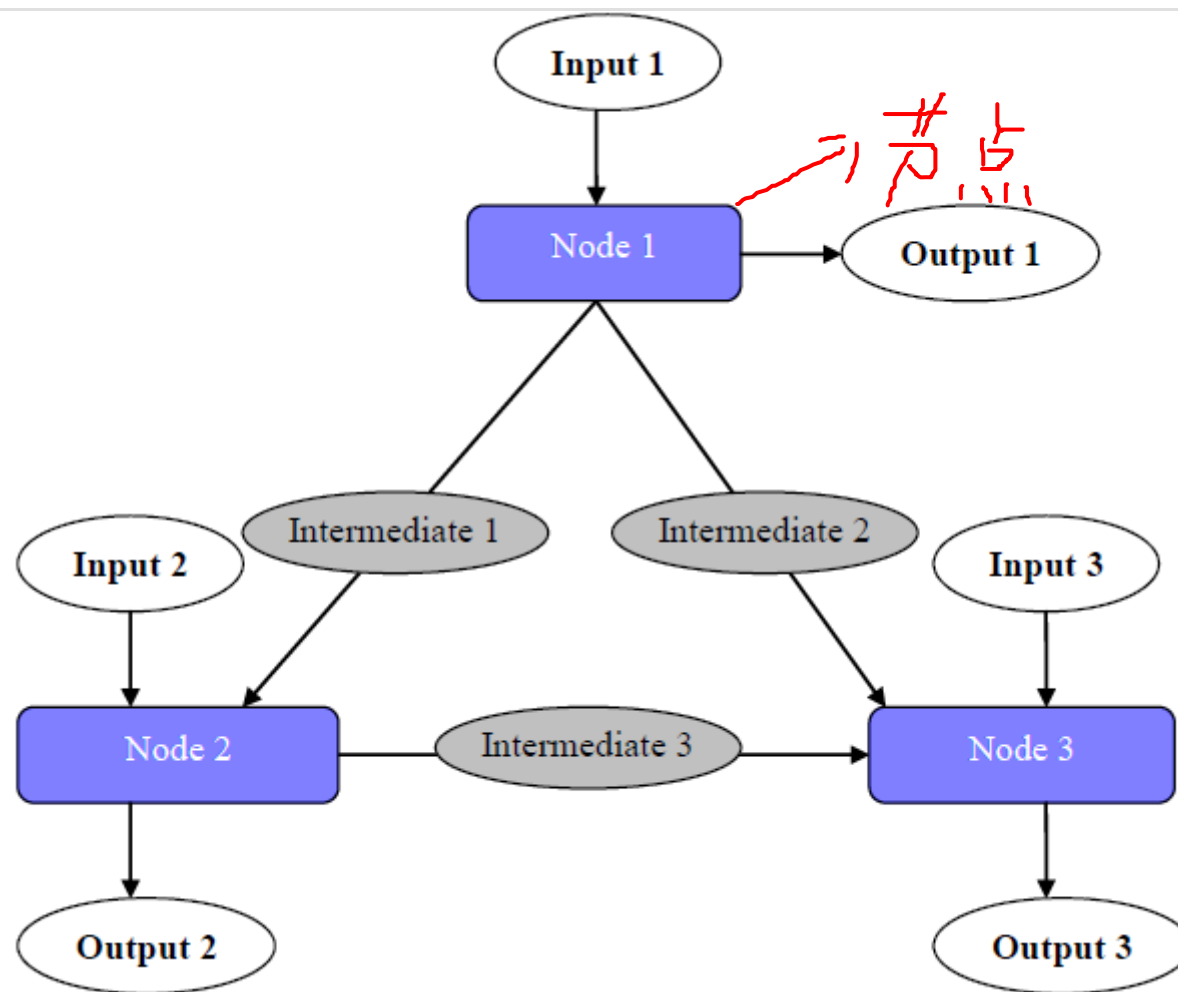 Input 1
节点
Node 1
Output 1
Intermediate 1
Intermediate 2
Input 2
Input 3
Node 2
Intermediate 3
Node 3
Output 2
Output 3